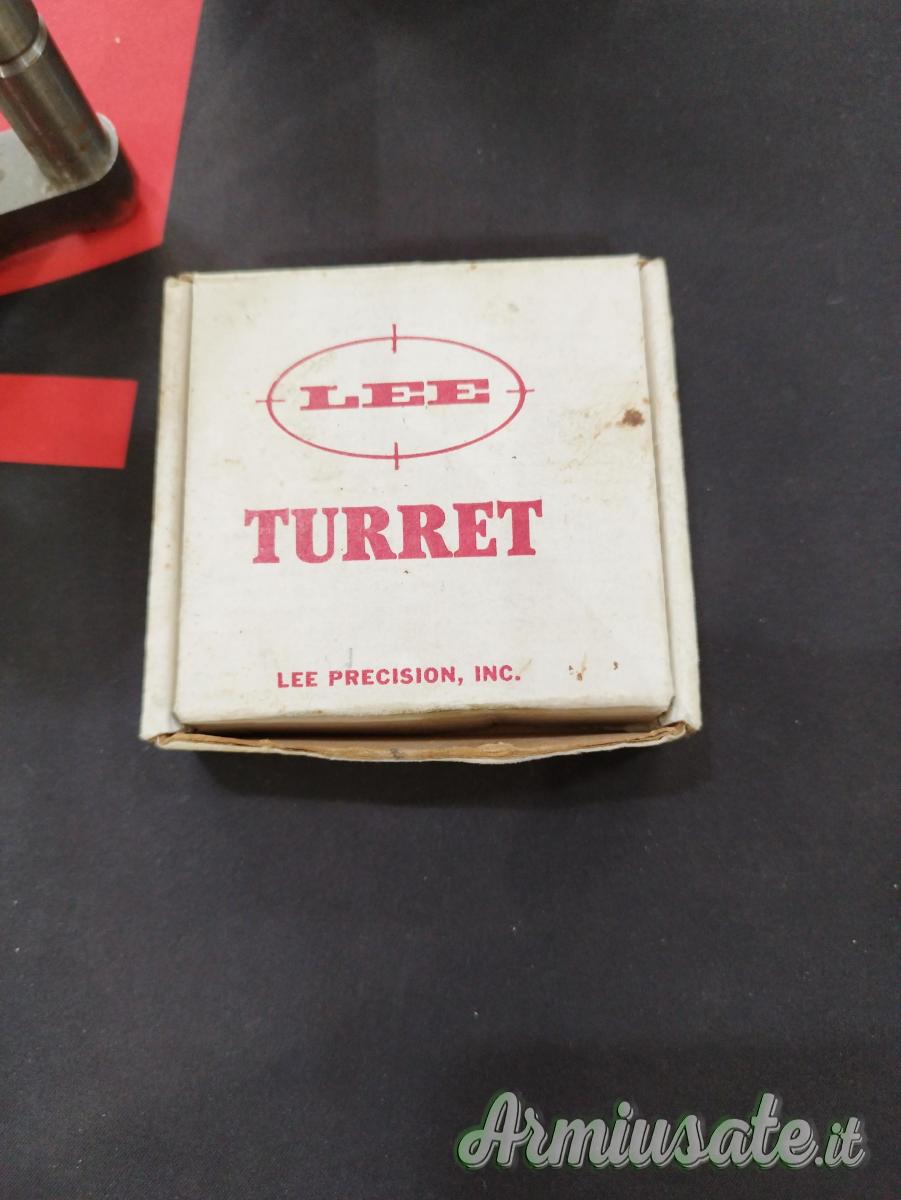 LEE
TURRET
LEE PRECISION, INC.
Armiusate.it